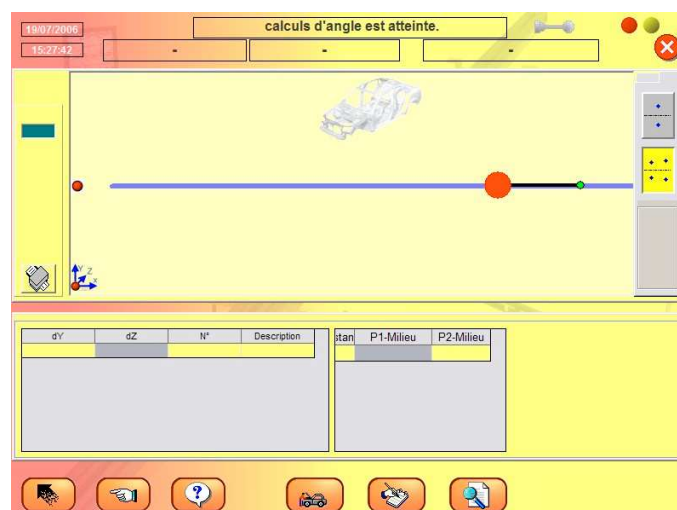 19/07/2006
calculs d'angle est atteinte.
15:27:42
-
-
-
Y
Z
x
dY dZ N° Description
stan P1-Milieu P2-Milieu
?